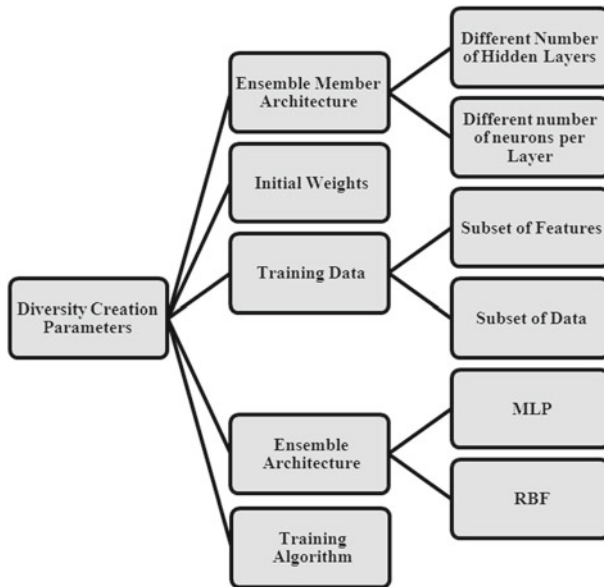 Diversity Creation
Parameters
Ensemble Member
Architecture
Different Number
of Hidden Layers
Different number
of neurons per
Layer
Initial Weights
Training Data
Subset of Features
Subset of Data
Ensemble
Architecture
MLP
RBF
Training
Algorithm